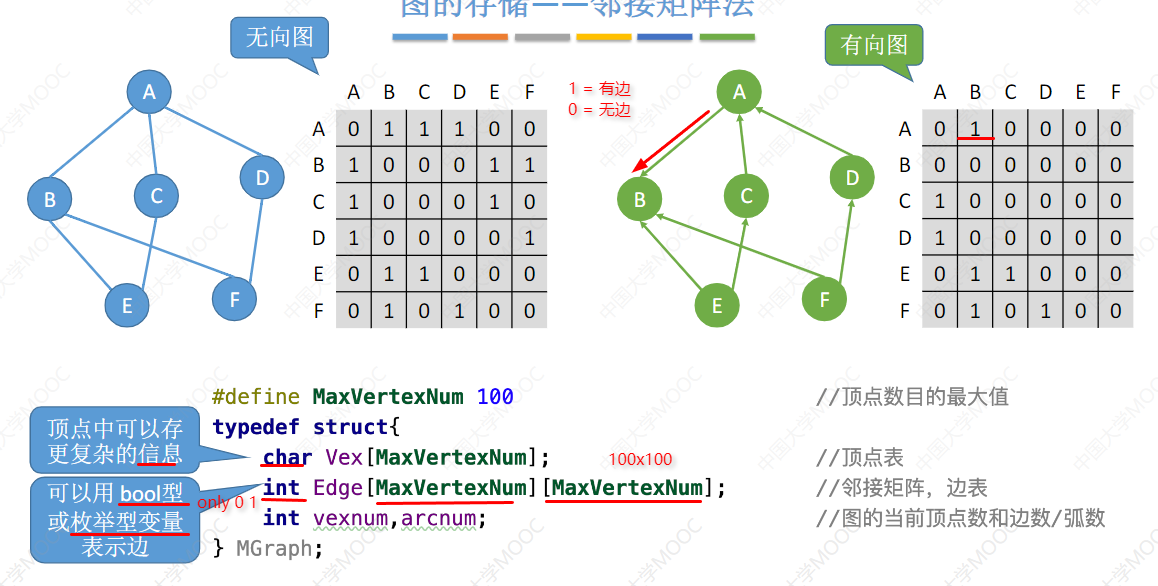 图的存储——邻接矩阵法
无向图
有向图
A B C D E F
A 0 1 1 1 0 0
B 1 0 0 0 1 1
C 1 0 0 0 1 0
D 1 0 0 0 0 1
E 0 1 1 0 0 0
F 0 1 0 1 0 0
A
B
C
D
E
F
1 = 有边
0 = 无边
A
B
C
D
E
F
A B C D E F
A 0 1 0 0 0 0
B 0 0 0 0 0 0
C 1 0 0 0 0 0
D 1 0 0 0 0 0
E 0 1 1 0 0 0
F 0 1 0 1 0 0
#define MaxVertexNum 100 //顶点数目的最大值
typedef struct{
char Vex[MaxVertexNum]; //顶点表
int Edge[MaxVertexNum][MaxVertexNum]; //邻接矩阵，边表
int vexnum,arcnum; //图的当前顶点数和边数/弧数
} MGraph;
顶点中可以存
更复杂的信息
可以用 bool型
或枚举型变量
表示边
only 0 1
100x100
中国大学MOOC